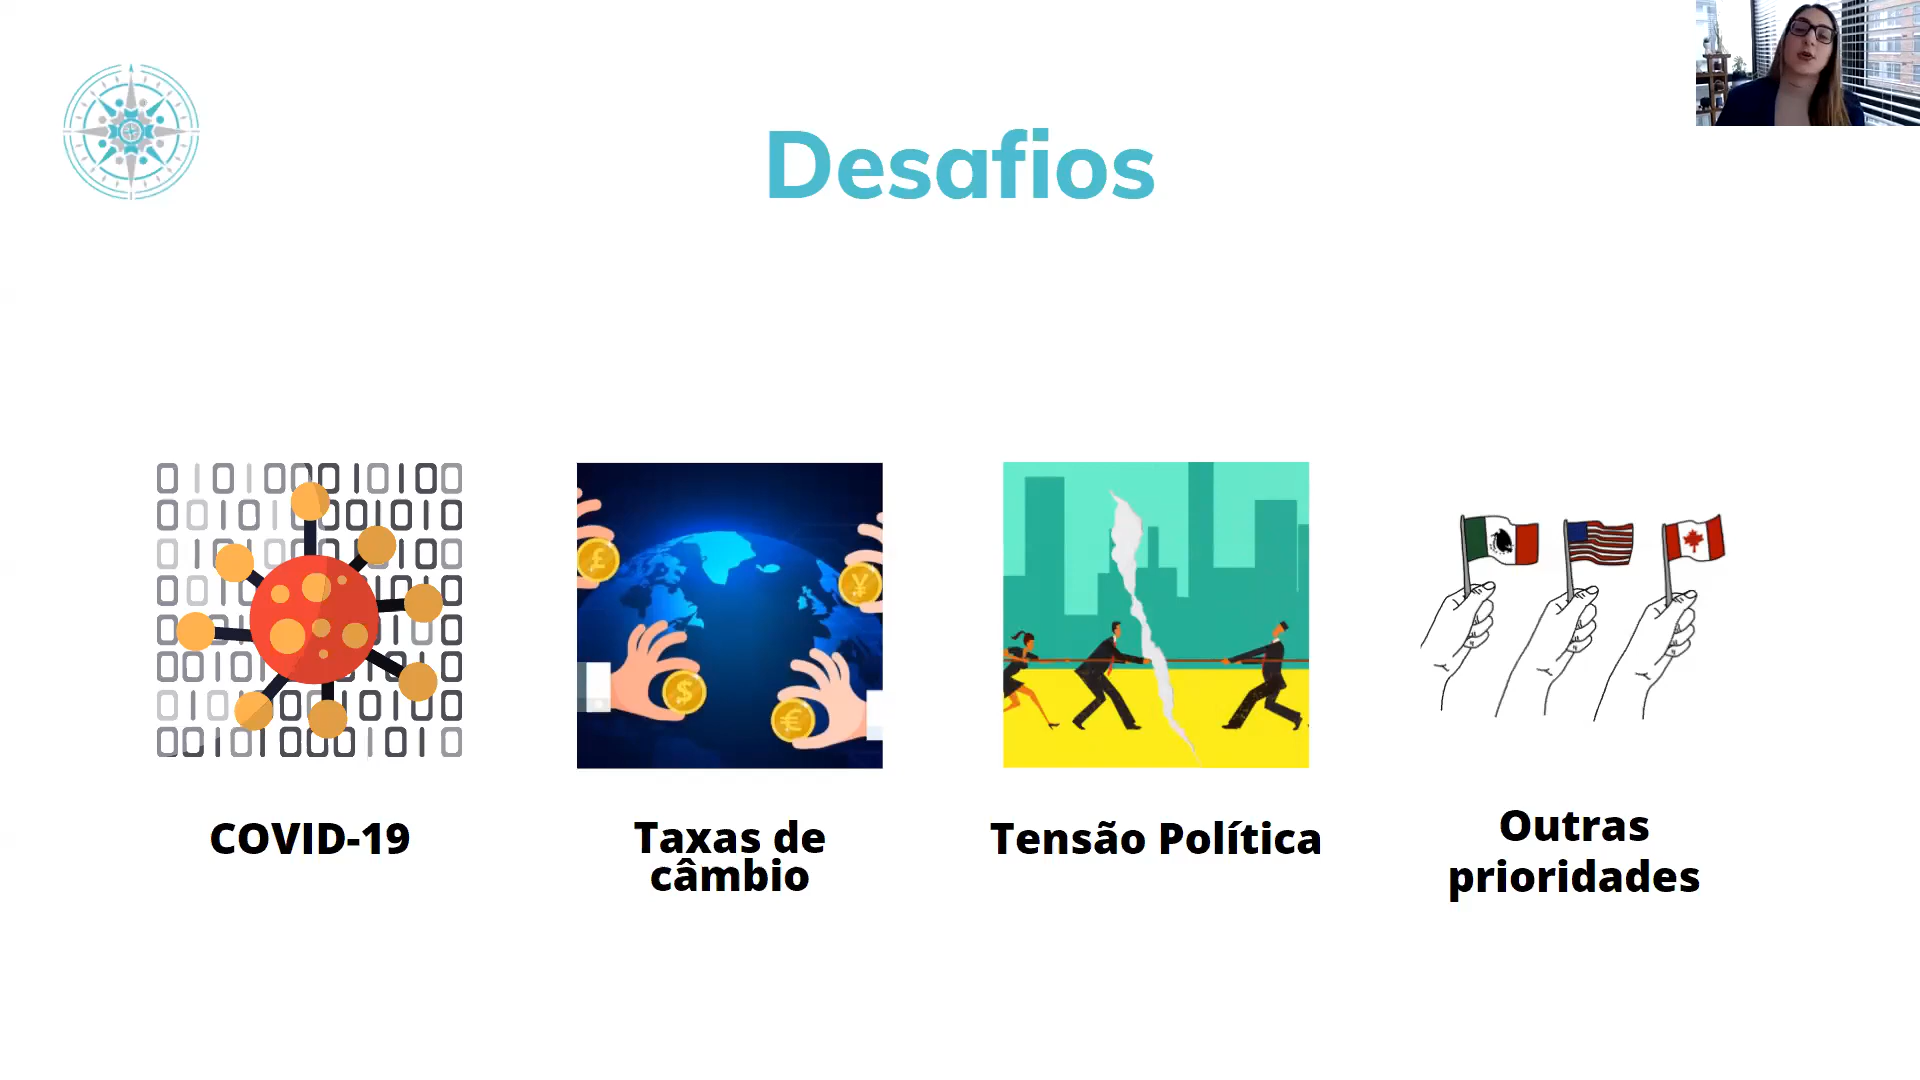 Desafios
COVID-19
Taxas de
câmbio
Tensão Política
Outras
prioridades